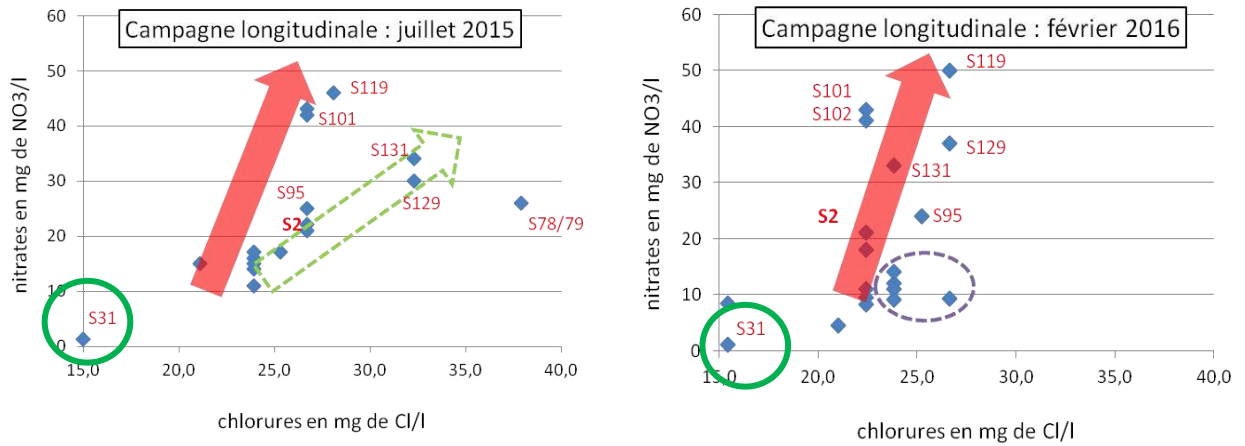 Campagne longitudinale : juillet 2015
nitrates en mg de NO3/l
60
50
40
30
20
10
0
S119
S101
S131
S95
S129
S2
S78/79
S31
15,0
20,0
25,0
30,0
35,0
40,0
chlorures en mg de Cl/l
Campagne longitudinale : février 2016
nitrates en mg de NO3/l
60
50
40
30
20
10
0
S119
S101
S102
S129
S131
S2
S95
S31
15,0
20,0
25,0
30,0
35,0
40,0
chlorures en mg de Cl/l